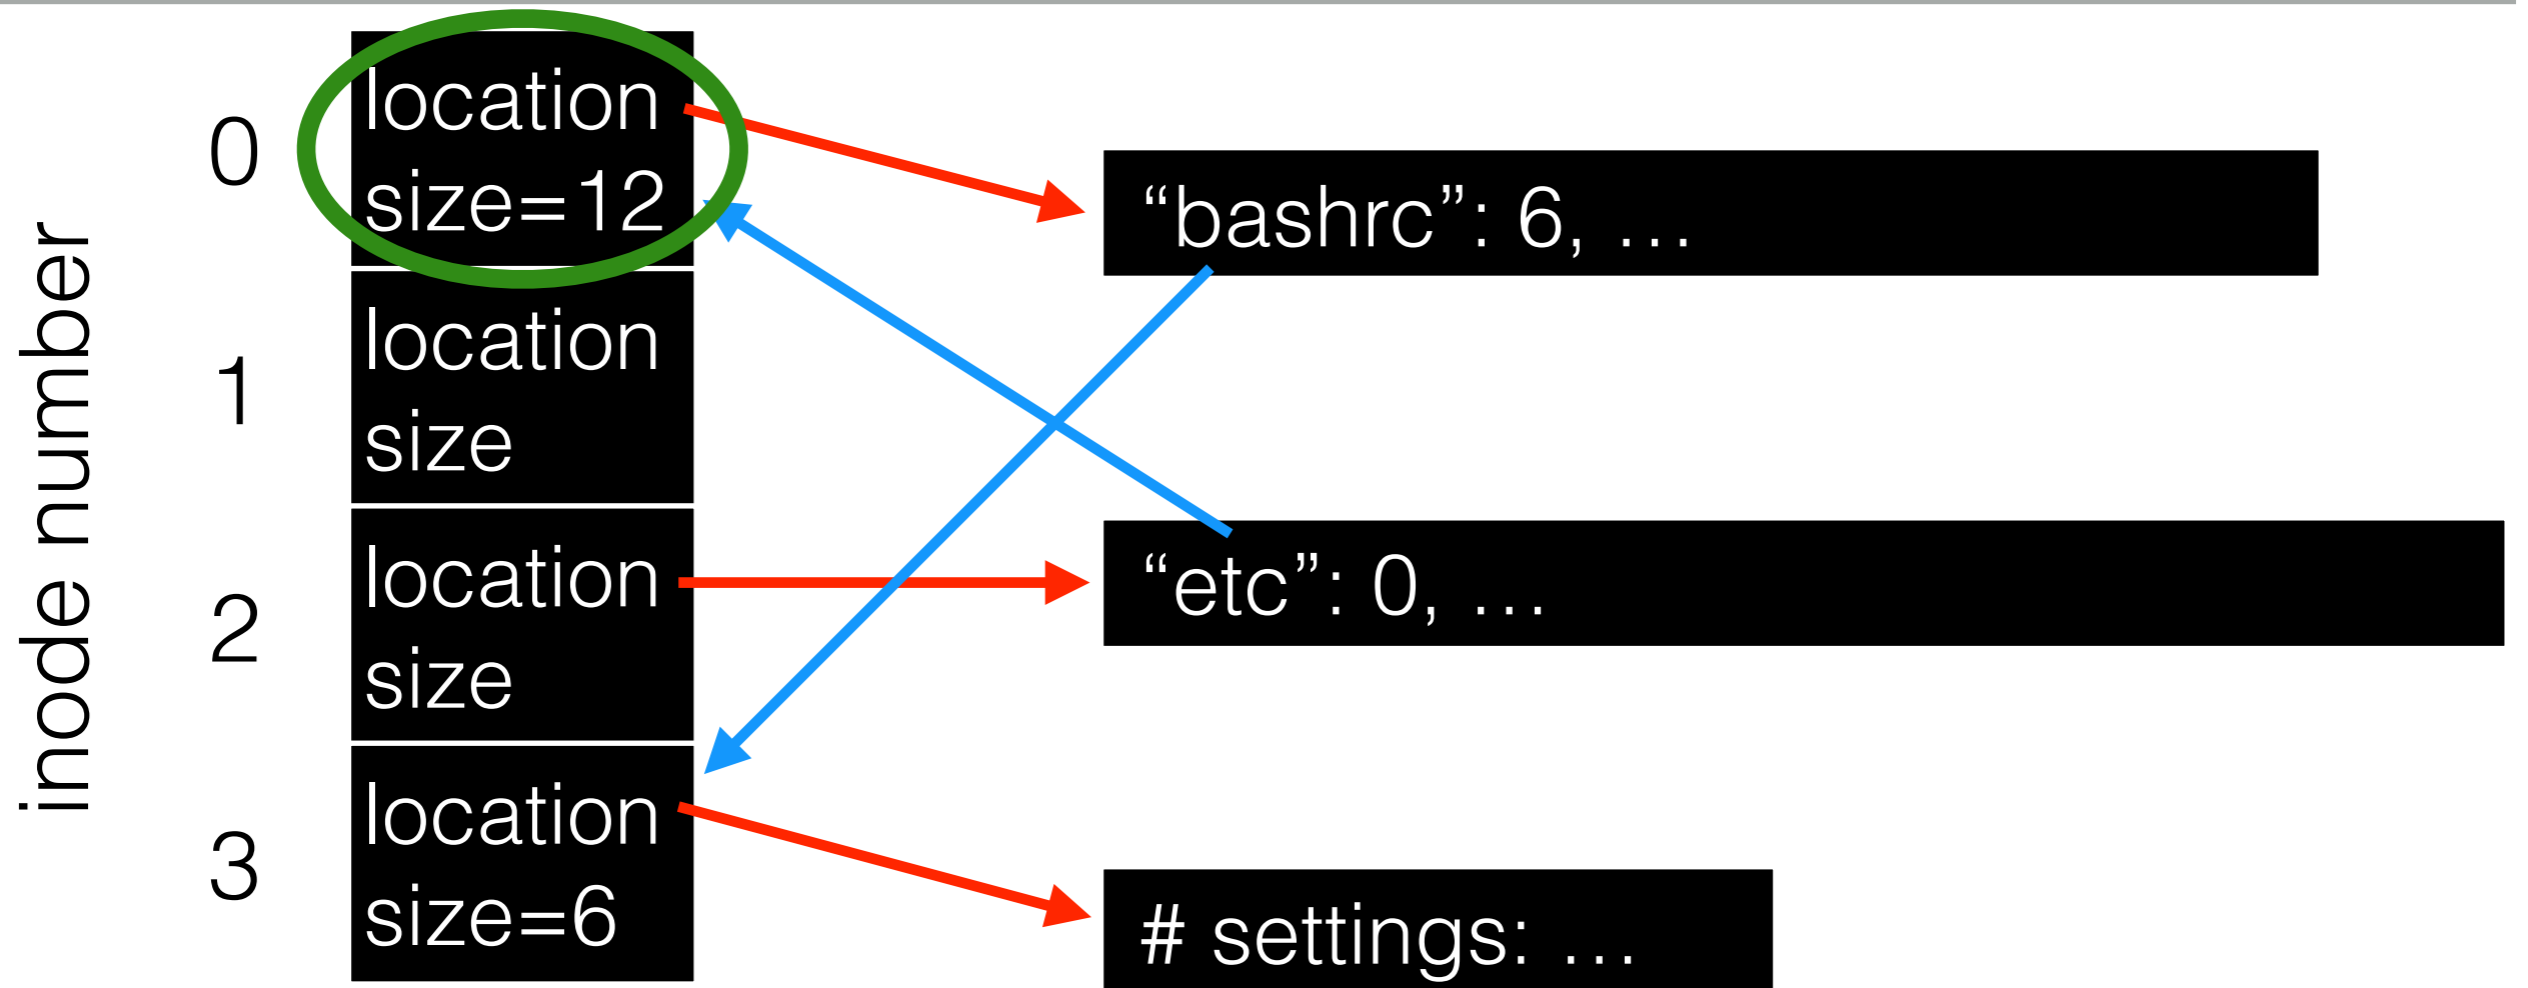 inode number
0
location
size=12
1
location
size
2
location
size
3
location
size=6
“bashrc”: 6, …
“etc”: 0, …
# settings: …